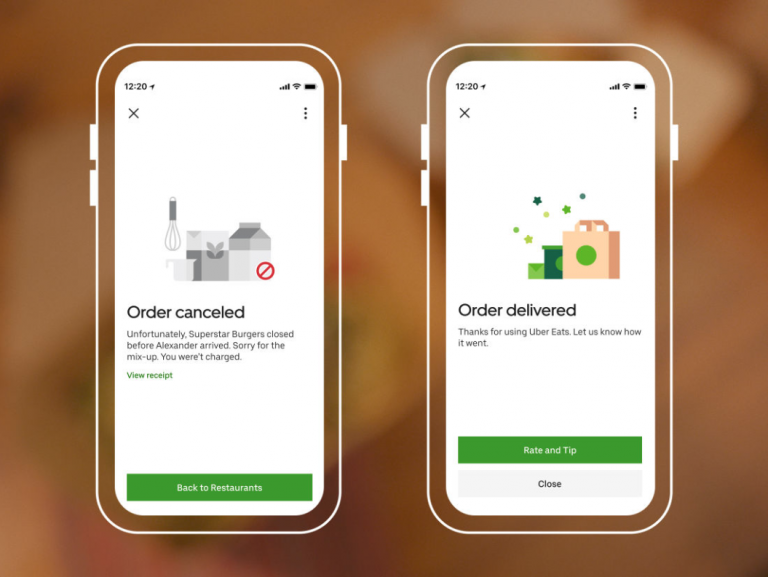 12:20
Order canceled
Unfortunately, Superstar Burgers closed
before Alexander arrived. Sorry for the
mix-up. You were't charged.
View receipt
Back to Restaurants
12:20
Order delivered
Thanks for using Uber Eats. Let us know how
it went.
Rate and Tip
Close